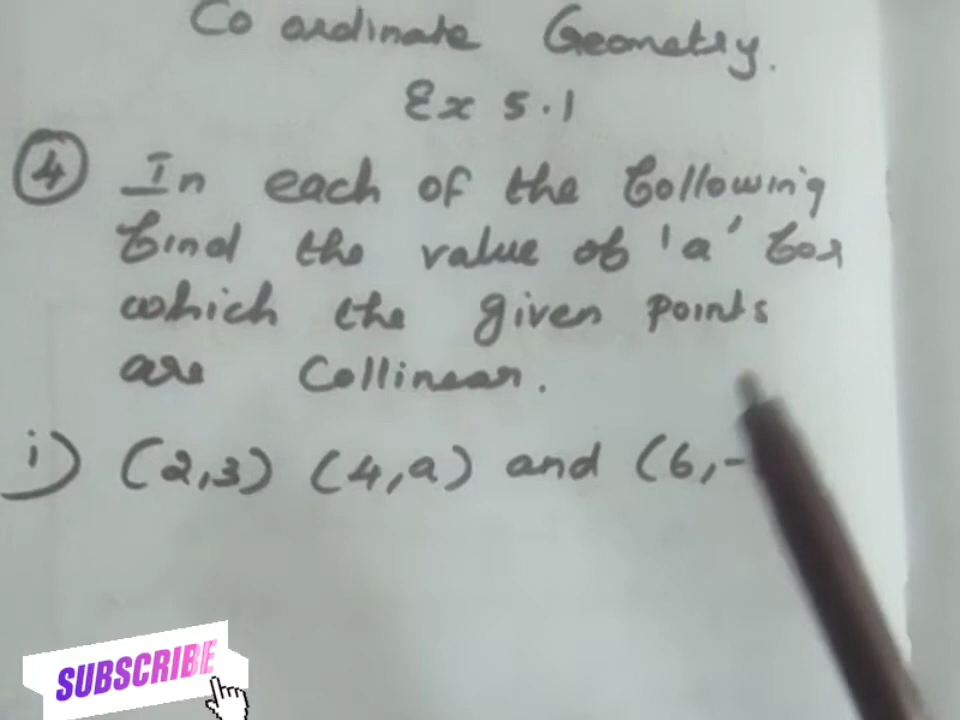 Co ordinate Geometry.
Ex 5.1
4 In each of the following
find the value of 'a' for
which the given points
are Collinear.
i) (2,3) (4,a) and (6,-
SUBSCRIBE